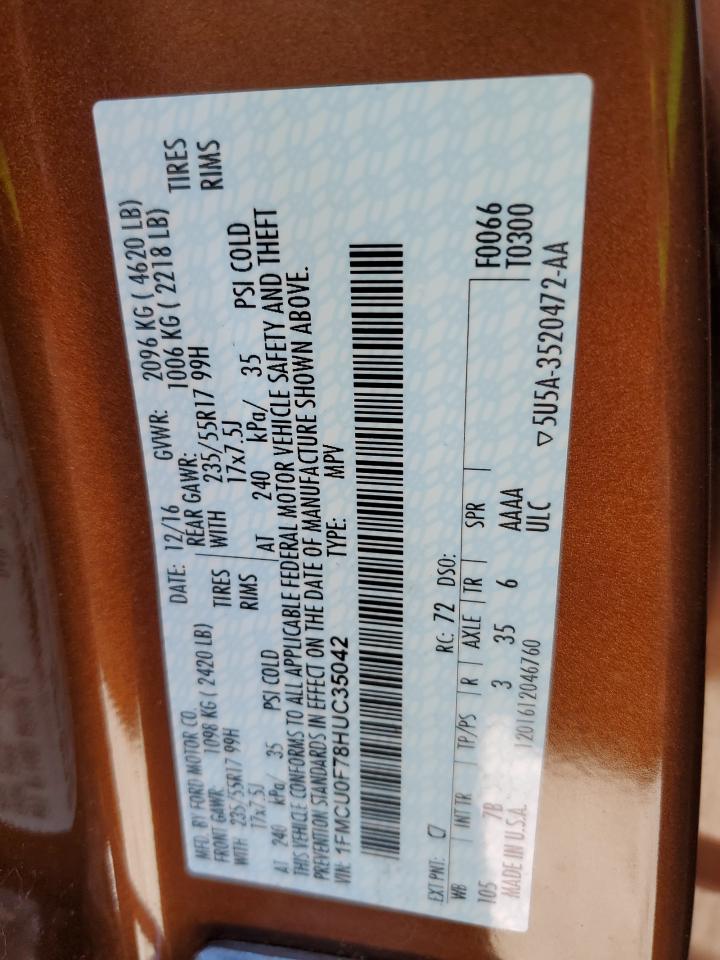 MFD. BY FORD MOTOR CO.
DATE: 12/16 GVWR: 2096 KG ( 4620 LB)
FRONT GAWR: 1098 KG ( 2420 LB) REAR GAWR: 1006 KG ( 2218 LB)
WITH 235/55R17 99H TIRES WITH 235/55R17 99H TIRES
17x7.5J RIMS 17x7.5J RIMS
AT 240 kPa/ 35 PSI COLD AT 240 kPa/ 35 PSI COLD
THIS VEHICLE CONFORMS TO ALL APPLICABLE FEDERAL MOTOR VEHICLE SAFETY AND THEFT
PREVENTION STANDARDS IN EFFECT ON THE DATE OF MANUFACTURE SHOWN ABOVE.
VIN: 1FMCU0F78HUC35042 TYPE: MPV
EXT PNT: RC: 72 DSO:
WB INT TR TP/PS R AXLE TR SPR F0066
105 7B 3 35 6 AAAA T0300
MADE IN U.S.A. 1201612046760 ULC ▽5U5A-3520472-AA